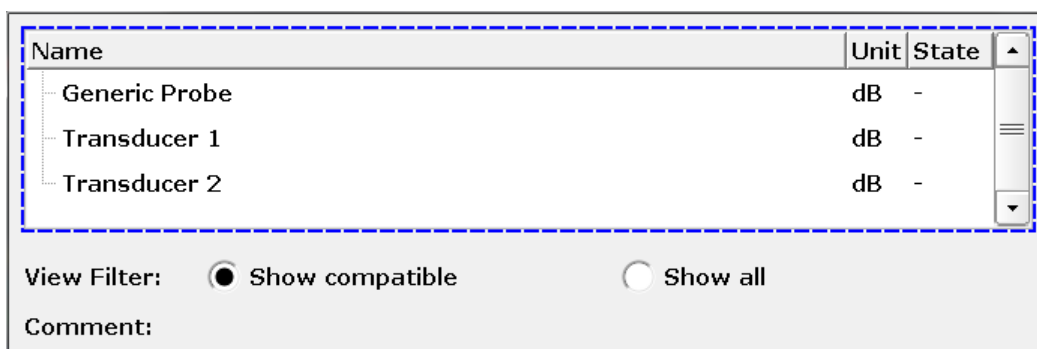 Name Unit State
Generic Probe dB -
Transducer 1 dB -
Transducer 2 dB -
View Filter: Show compatible Show all
Comment: